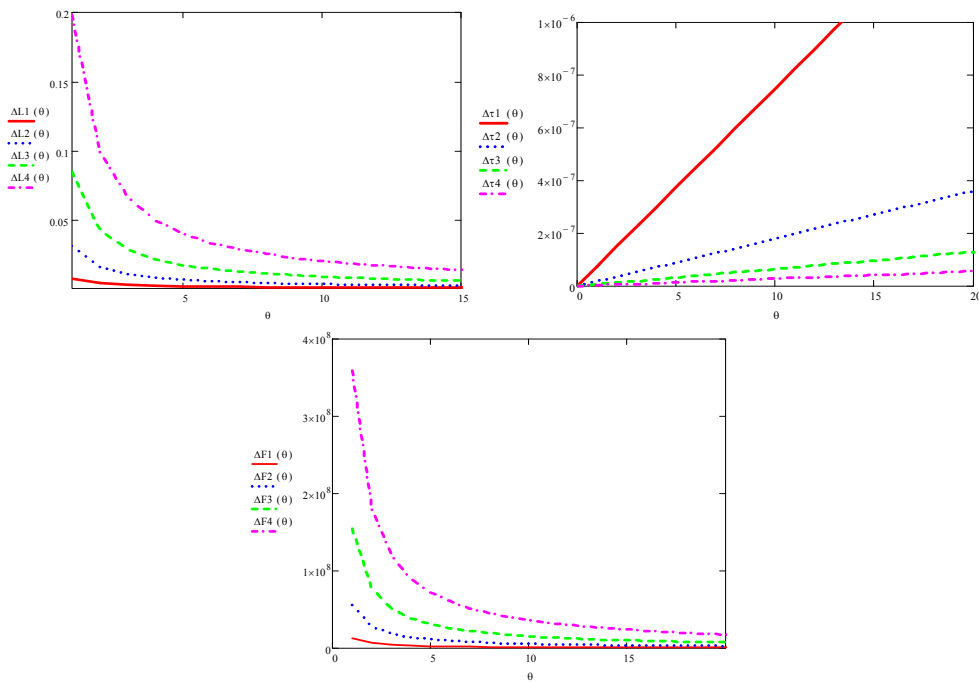 0.2
0.15
0.1
0.05
ΔL1 (θ)
ΔL2(θ)
ΔL3 (θ)
ΔL4(θ)
5
10
15
θ
1×10⁻⁶
8×10⁻⁷
6×10⁻⁷
4×10⁻⁷
2×10⁻⁷
0
Δτ1 (θ)
Δτ2 (θ)
Δτ3 (θ)
Δτ4(θ)
0
5
10
15
20
θ
4×10⁸
3×10⁸
2×10⁸
1×10⁸
0
ΔF1 (θ)
ΔF2 (θ)
ΔF3 (θ)
ΔF4 (θ)
0
5
10
15
θ